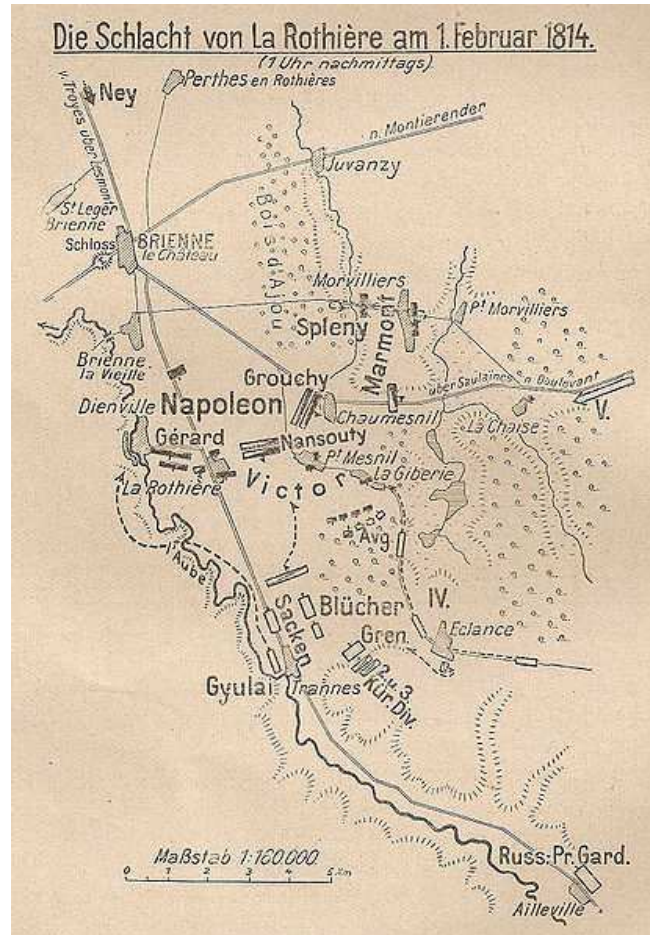 Die Schlacht von La Rothière am 1. Februar 1814.
(1 Uhr nachmittags).
Ney
Perthes en Rothières
v. Troyes über Lesmont
n. Montierender
Juvanzy
St Leger
Brienne
Schloss
BRIENNE
le Château
Bois d'Ajou
Morvilliers
Spleny
Marmont
Pt Morvilliers
Brienne
la Vieille
Grouchy
über Soulaines n. Doulevant
V.
Dienville
Napoleon
Chaumesnil
La Chaise
Gérard
Nansouty
Pt Mesnil
La Giberie
La Rothière
Victor
Avg.
l'Aube
Sacken
Blücher
IV.
Gren.
Eclance
Gyulai
Trannes
2. u. 3.
Kür. Div.
Maßstab 1:160.000.
0 1 2 3 4 5 Km
Russ: Pr. Gard.
Ailleville